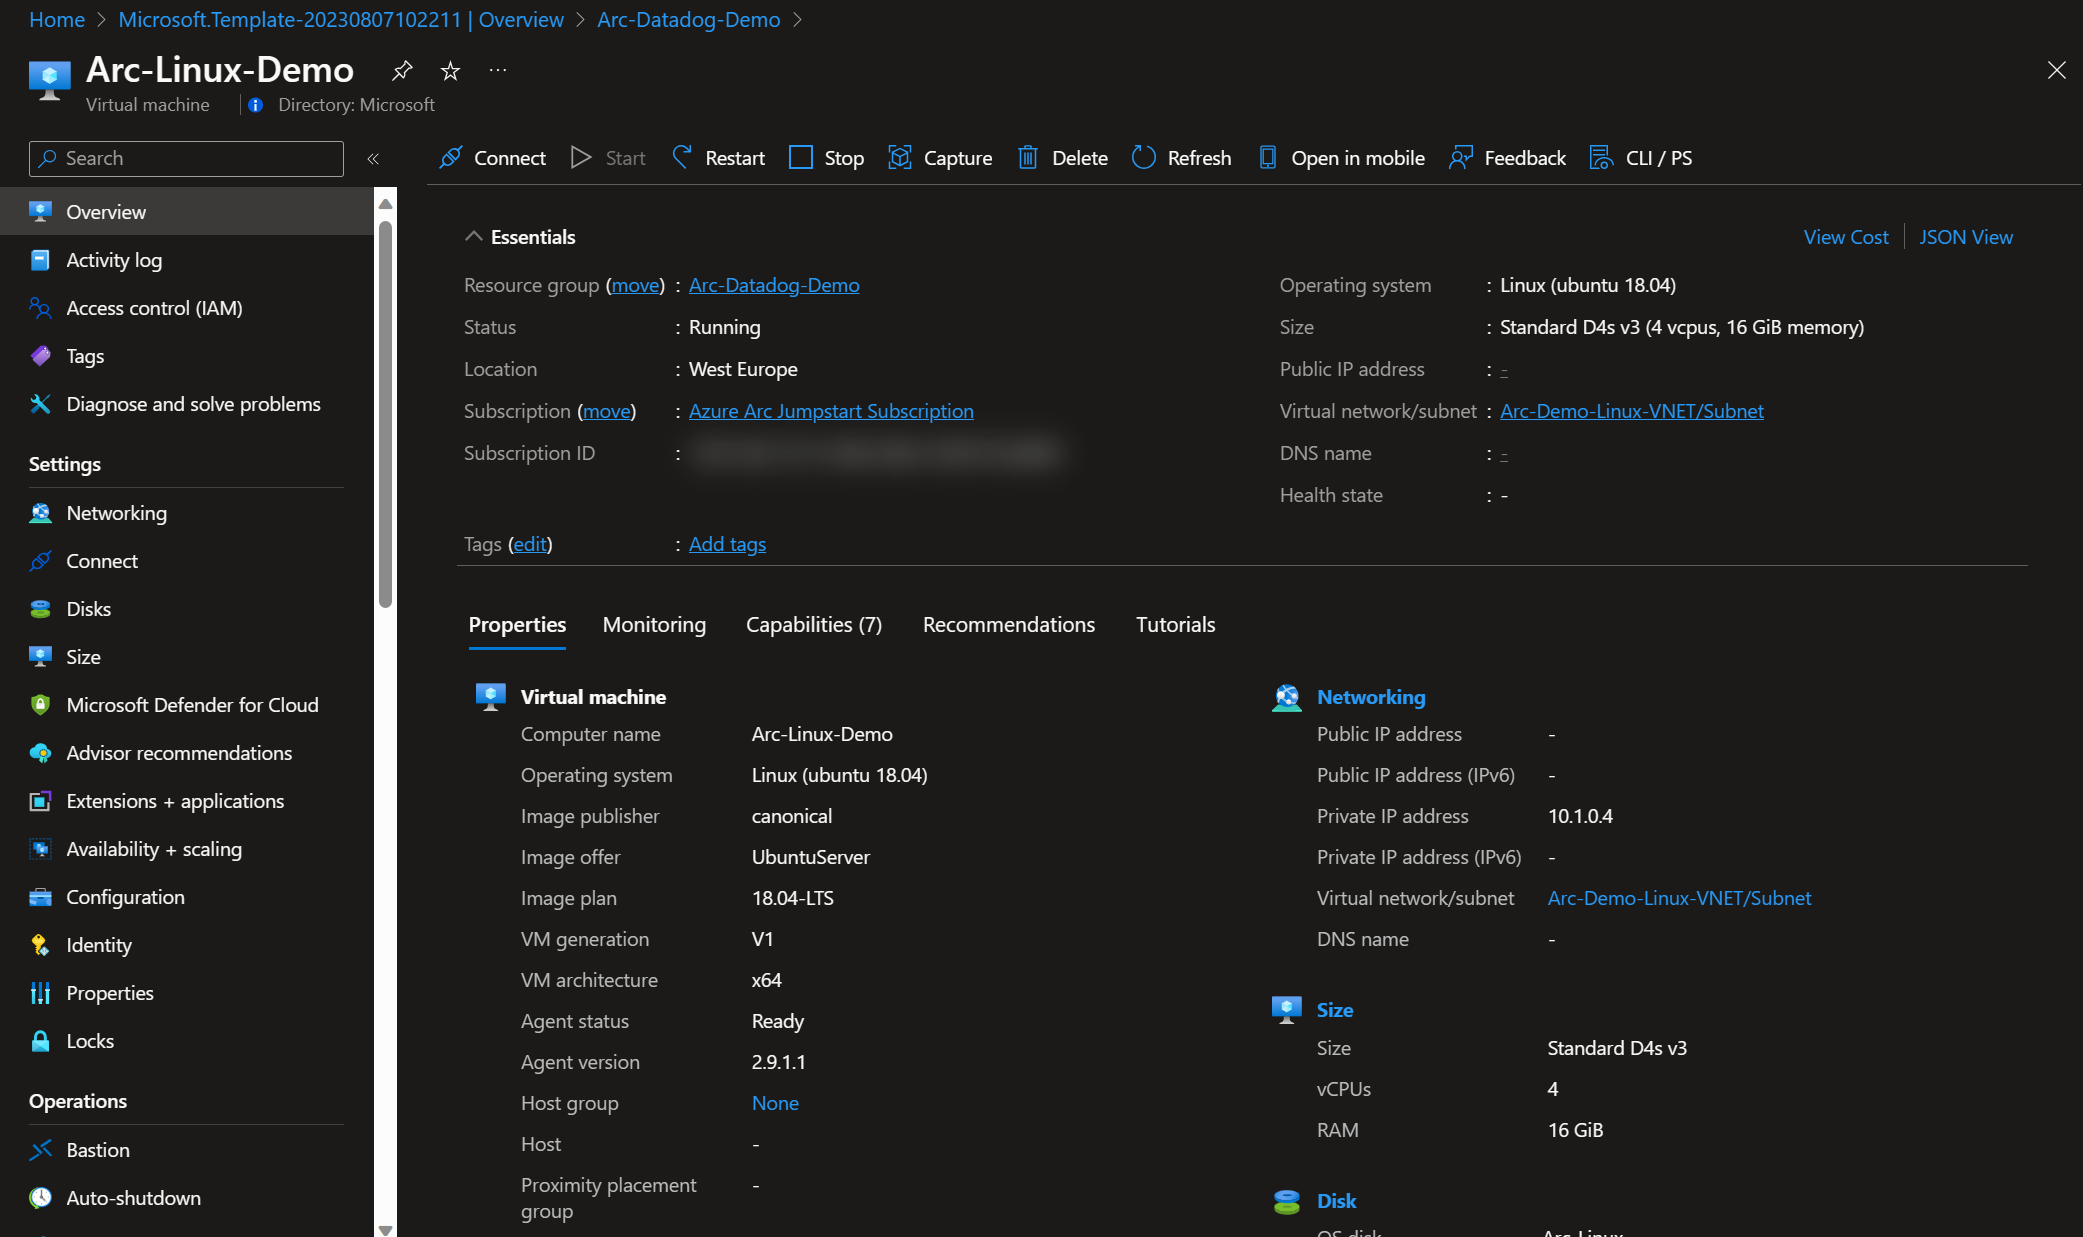 Home > Microsoft.Template-20230807102211 | Overview > Arc-Datadog-Demo >
Arc-Linux-Demo
Virtual machine
Directory: Microsoft
Search
Connect
Start
Restart
Stop
Capture
Delete
Refresh
Open in mobile
Feedback
CLI / PS
Overview
Activity log
Access control (IAM)
Tags
Diagnose and solve problems
Settings
Networking
Connect
Disks
Size
Microsoft Defender for Cloud
Advisor recommendations
Extensions + applications
Availability + scaling
Configuration
Identity
Properties
Locks
Operations
Bastion
Auto-shutdown
Essentials
View Cost
JSON View
Resource group (move) : Arc-Datadog-Demo
Status : Running
Location : West Europe
Subscription (move) : Azure Arc Jumpstart Subscription
Subscription ID :
Operating system : Linux (ubuntu 18.04)
Size : Standard D4s v3 (4 vcpus, 16 GiB memory)
Public IP address : -
Virtual network/subnet : Arc-Demo-Linux-VNET/Subnet
DNS name : -
Health state : -
Tags (edit) : Add tags
Properties
Monitoring
Capabilities (7)
Recommendations
Tutorials
Virtual machine
Computer name Arc-Linux-Demo
Operating system Linux (ubuntu 18.04)
Image publisher canonical
Image offer UbuntuServer
Image plan 18.04-LTS
VM generation V1
VM architecture x64
Agent status Ready
Agent version 2.9.1.1
Host group None
Host -
Proximity placement group -
Networking
Public IP address -
Public IP address (IPv6) -
Private IP address 10.1.0.4
Private IP address (IPv6) -
Virtual network/subnet Arc-Demo-Linux-VNET/Subnet
DNS name -
Size
Size Standard D4s v3
vCPUs 4
RAM 16 GiB
Disk
OS disk Arc-Linux